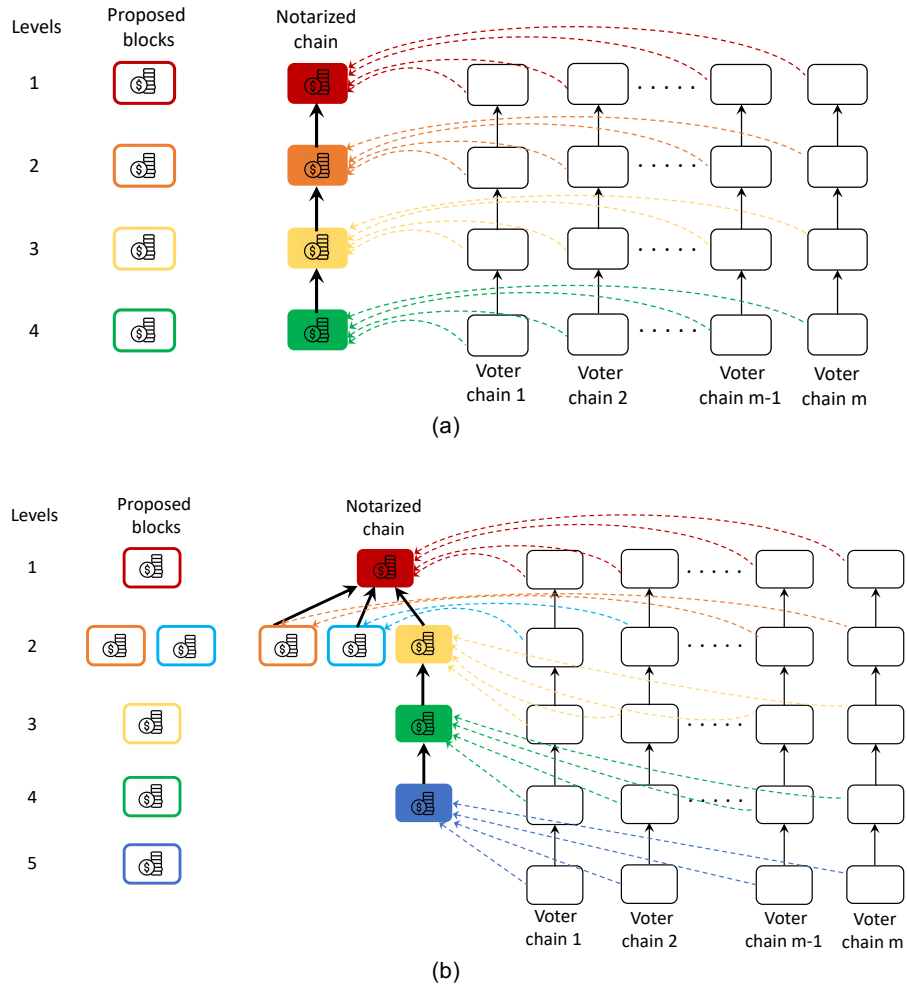 Levels
Proposed
blocks
Notarized
chain
1
2
3
4
Voter
chain 1
Voter
chain 2
Voter
chain m-1
Voter
chain m
(a)
Levels
Proposed
blocks
Notarized
chain
1
2
3
4
5
Voter
chain 1
Voter
chain 2
Voter
chain m-1
Voter
chain m
(b)